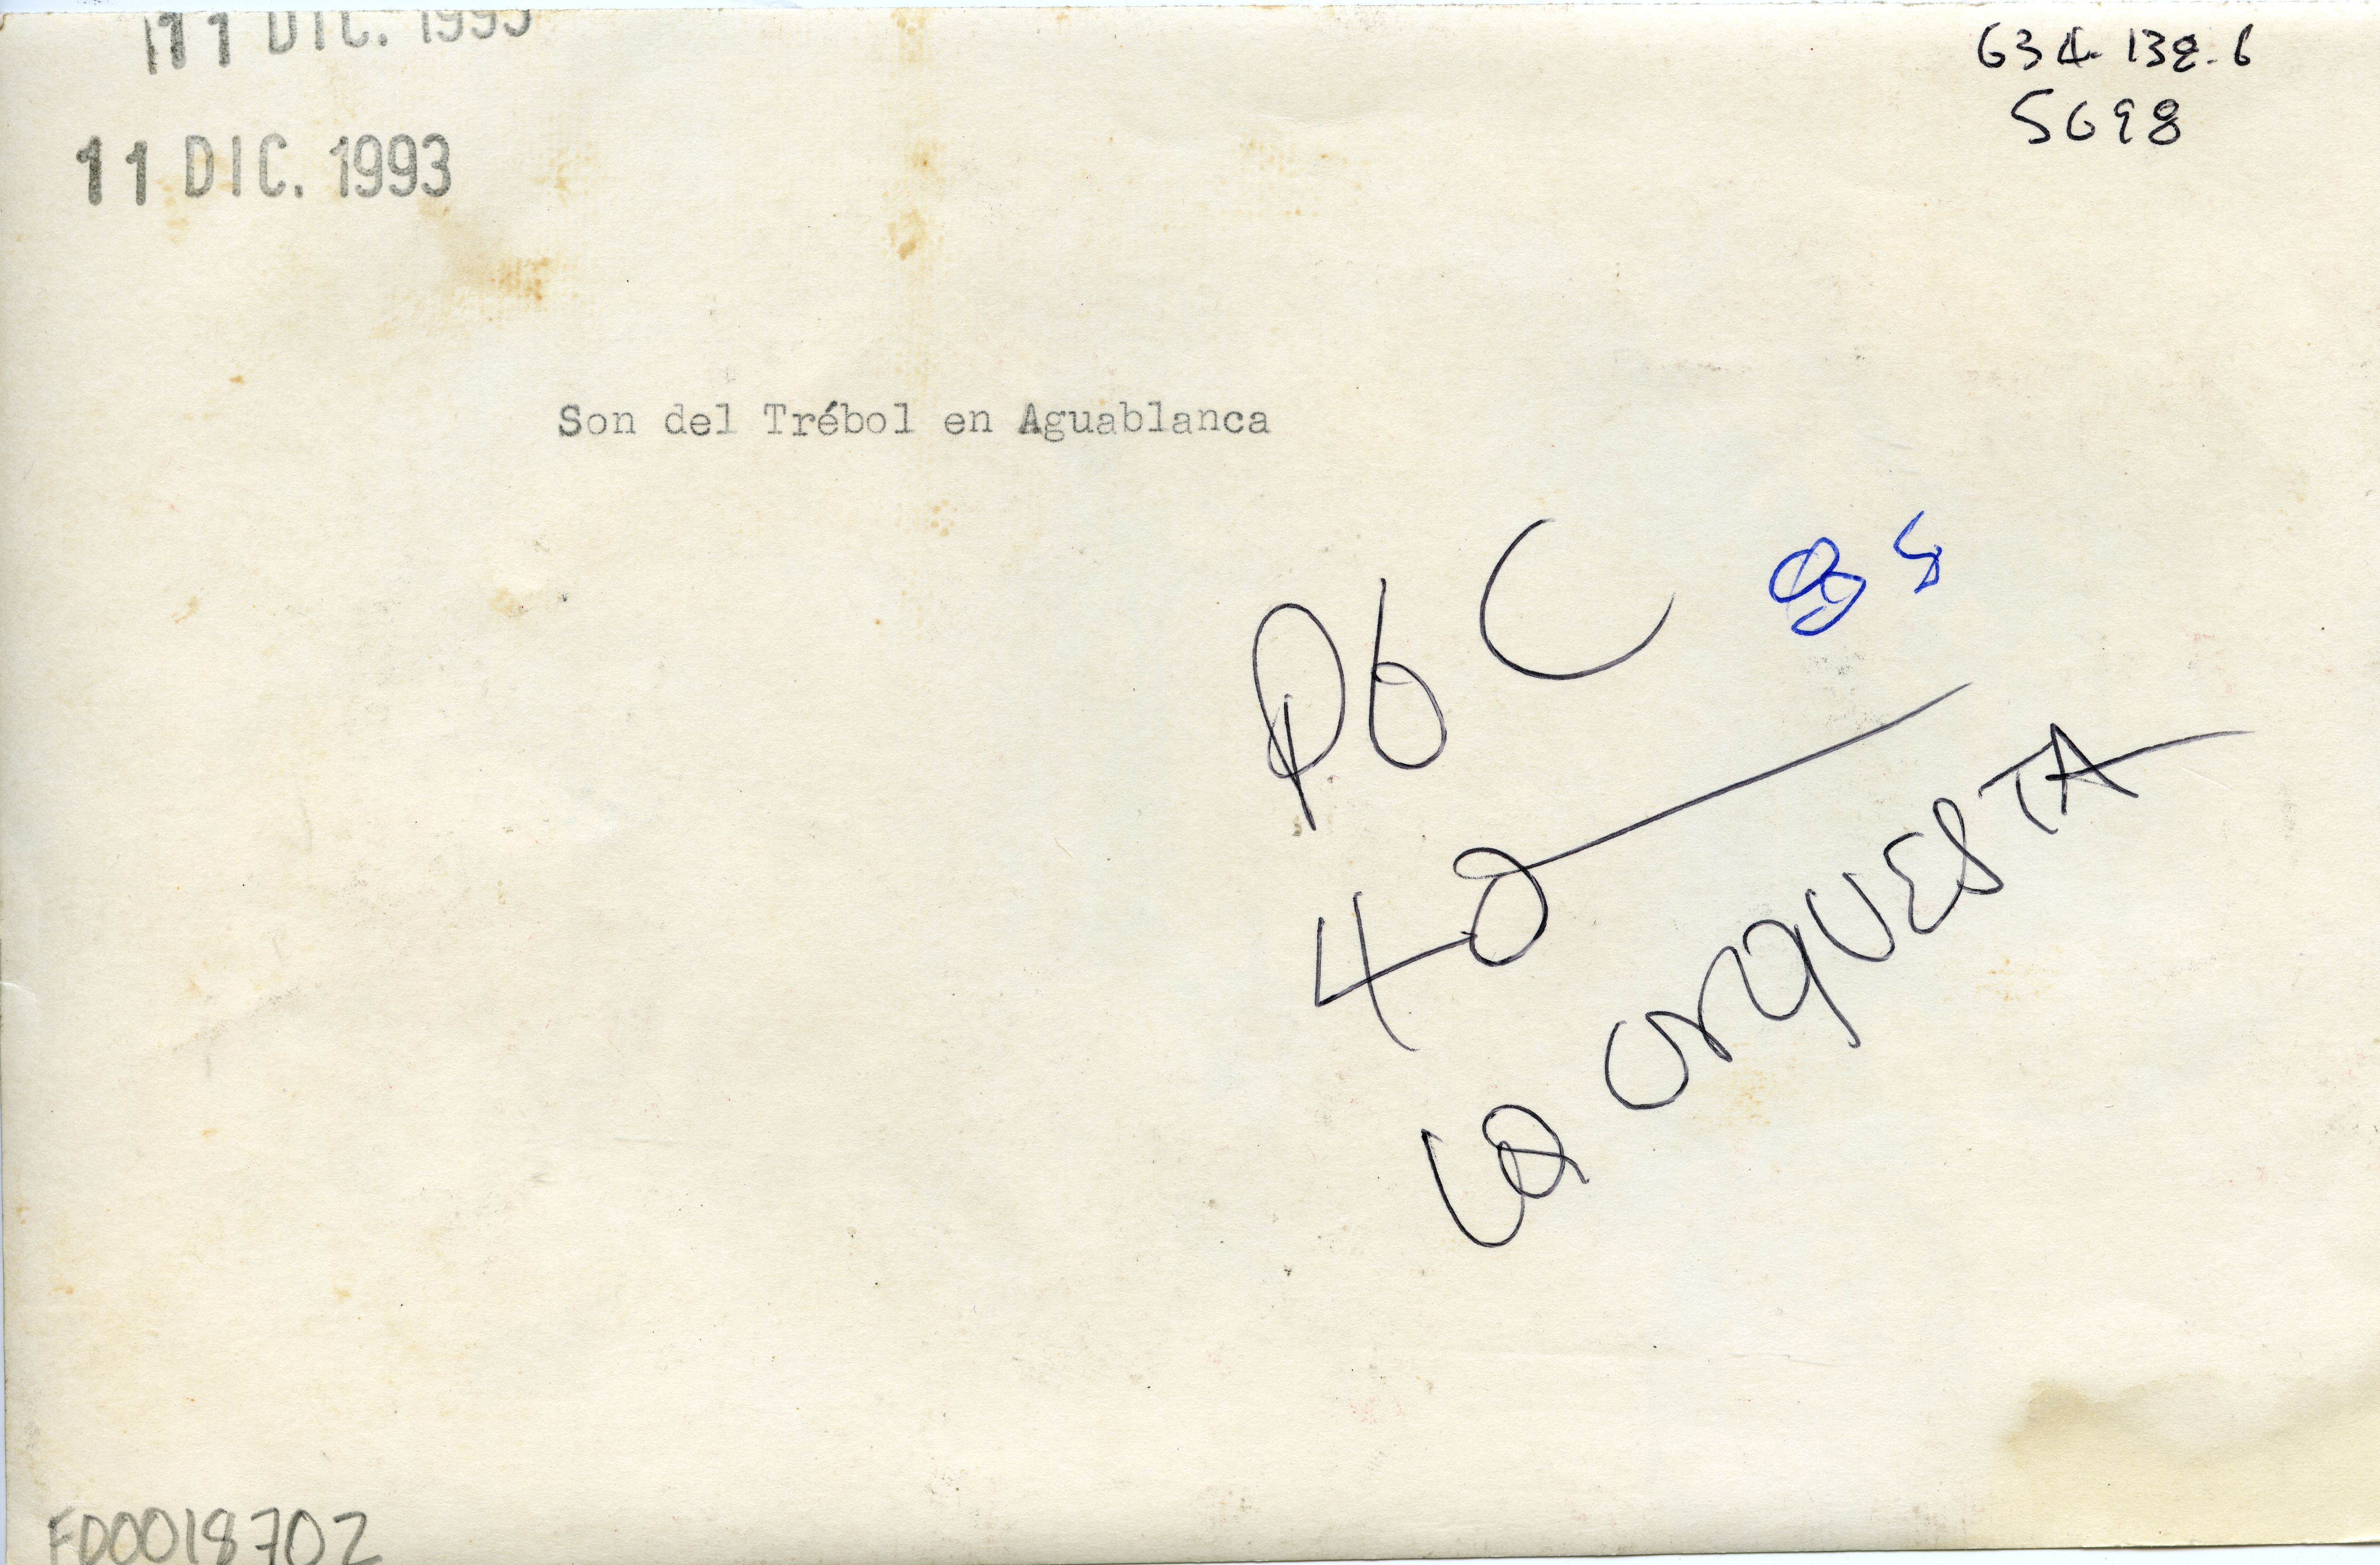 11 DIC. 1993
634-138-6
5698
11 DIC. 1993
Son del Trébol en Aguablanca
P6 C
40
La ORQUESTA
FD0018702